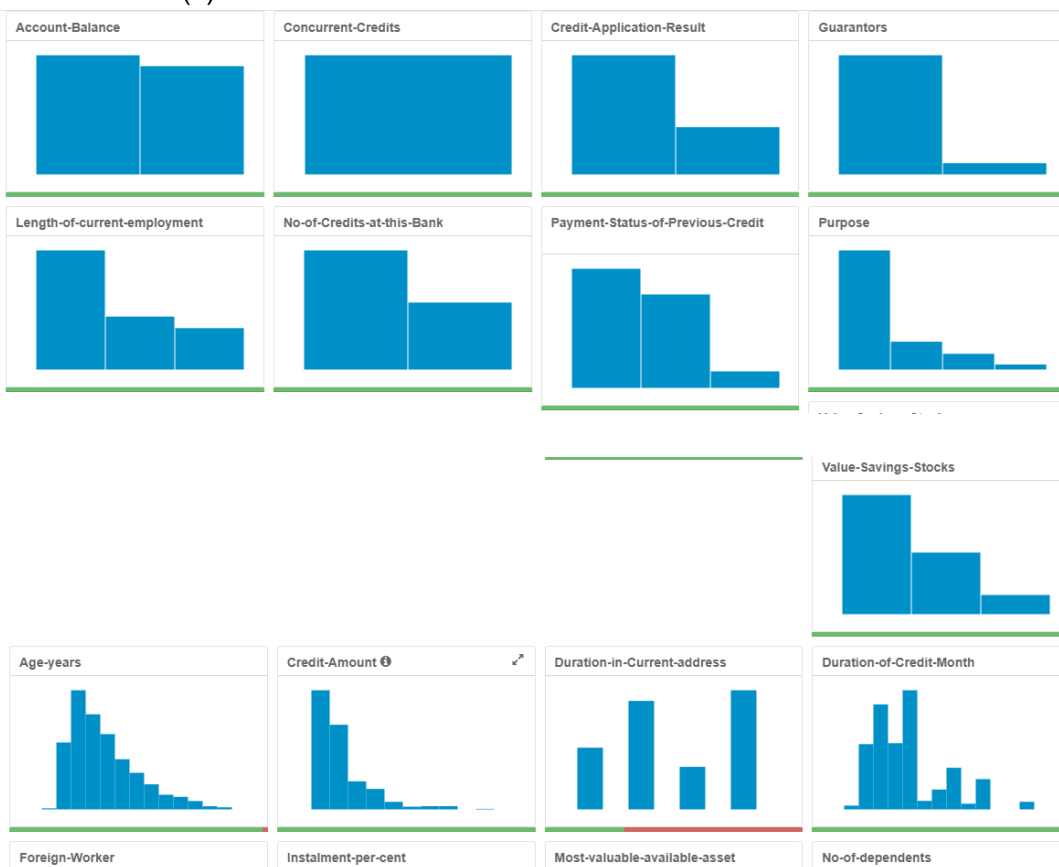 Account-Balance
Concurrent-Credits
Credit-Application-Result
Guarantors
Length-of-current-employment
No-of-Credits-at-this-Bank
Payment-Status-of-Previous-Credit
Purpose
Value-Savings-Stocks
Age-years
Credit-Amount
Duration-in-Current-address
Duration-of-Credit-Month
Foreign-Worker
Instalment-per-cent
Most-valuable-available-asset
No-of-dependents